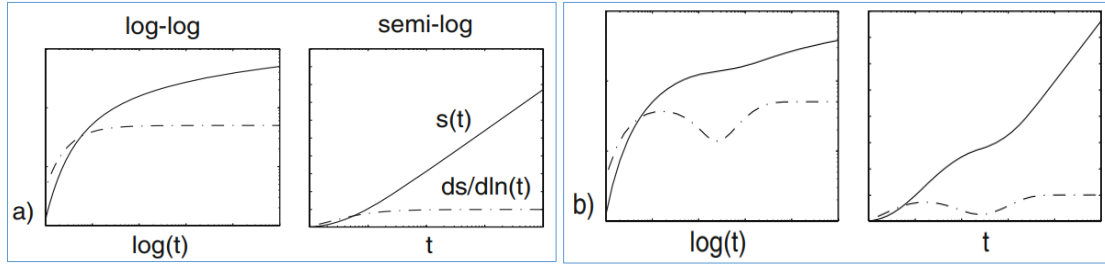 log-log semi-log
s(t)
ds/dln(t)
a)
log(t) t
b)
log(t) t